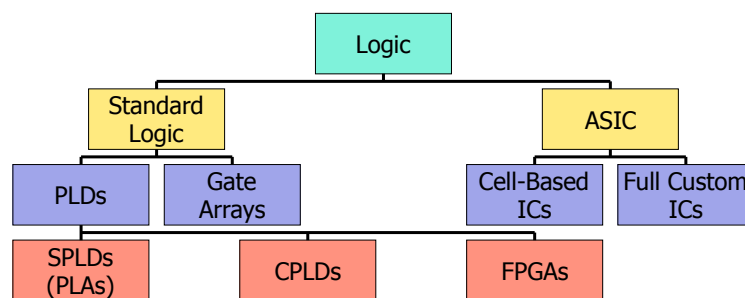 Logic
Standard
Logic
ASIC
PLDs
Gate
Arrays
Cell-Based
ICs
Full Custom
ICs
SPLDs
(PLAs)
CPLDs
FPGAs